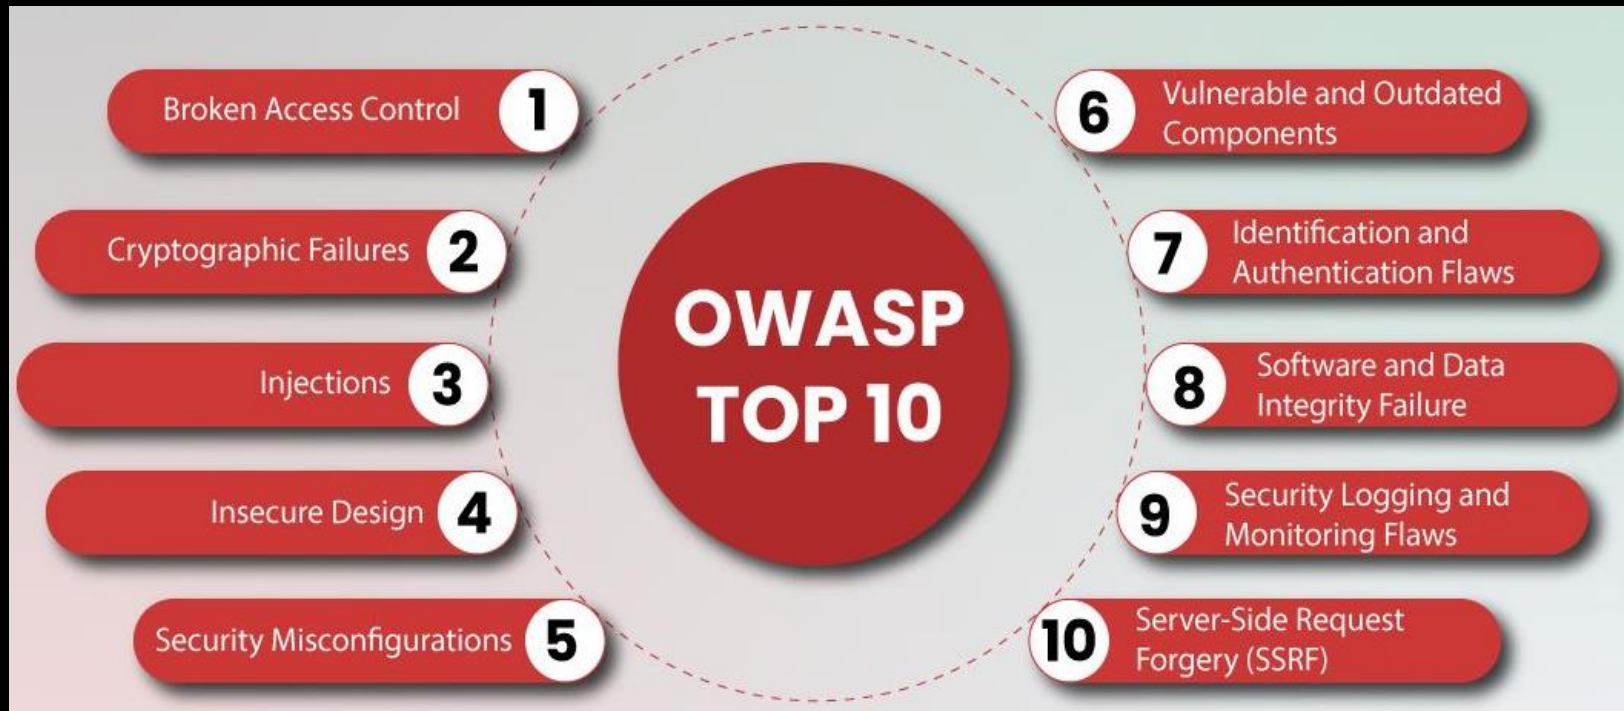 OWASP
TOP 10
Broken Access Control 1
Cryptographic Failures 2
Injections 3
Insecure Design 4
Security Misconfigurations 5
6 Vulnerable and Outdated
Components
7 Identification and
Authentication Flaws
8 Software and Data
Integrity Failure
9 Security Logging and
Monitoring Flaws
10 Server-Side Request
Forgery (SSRF)